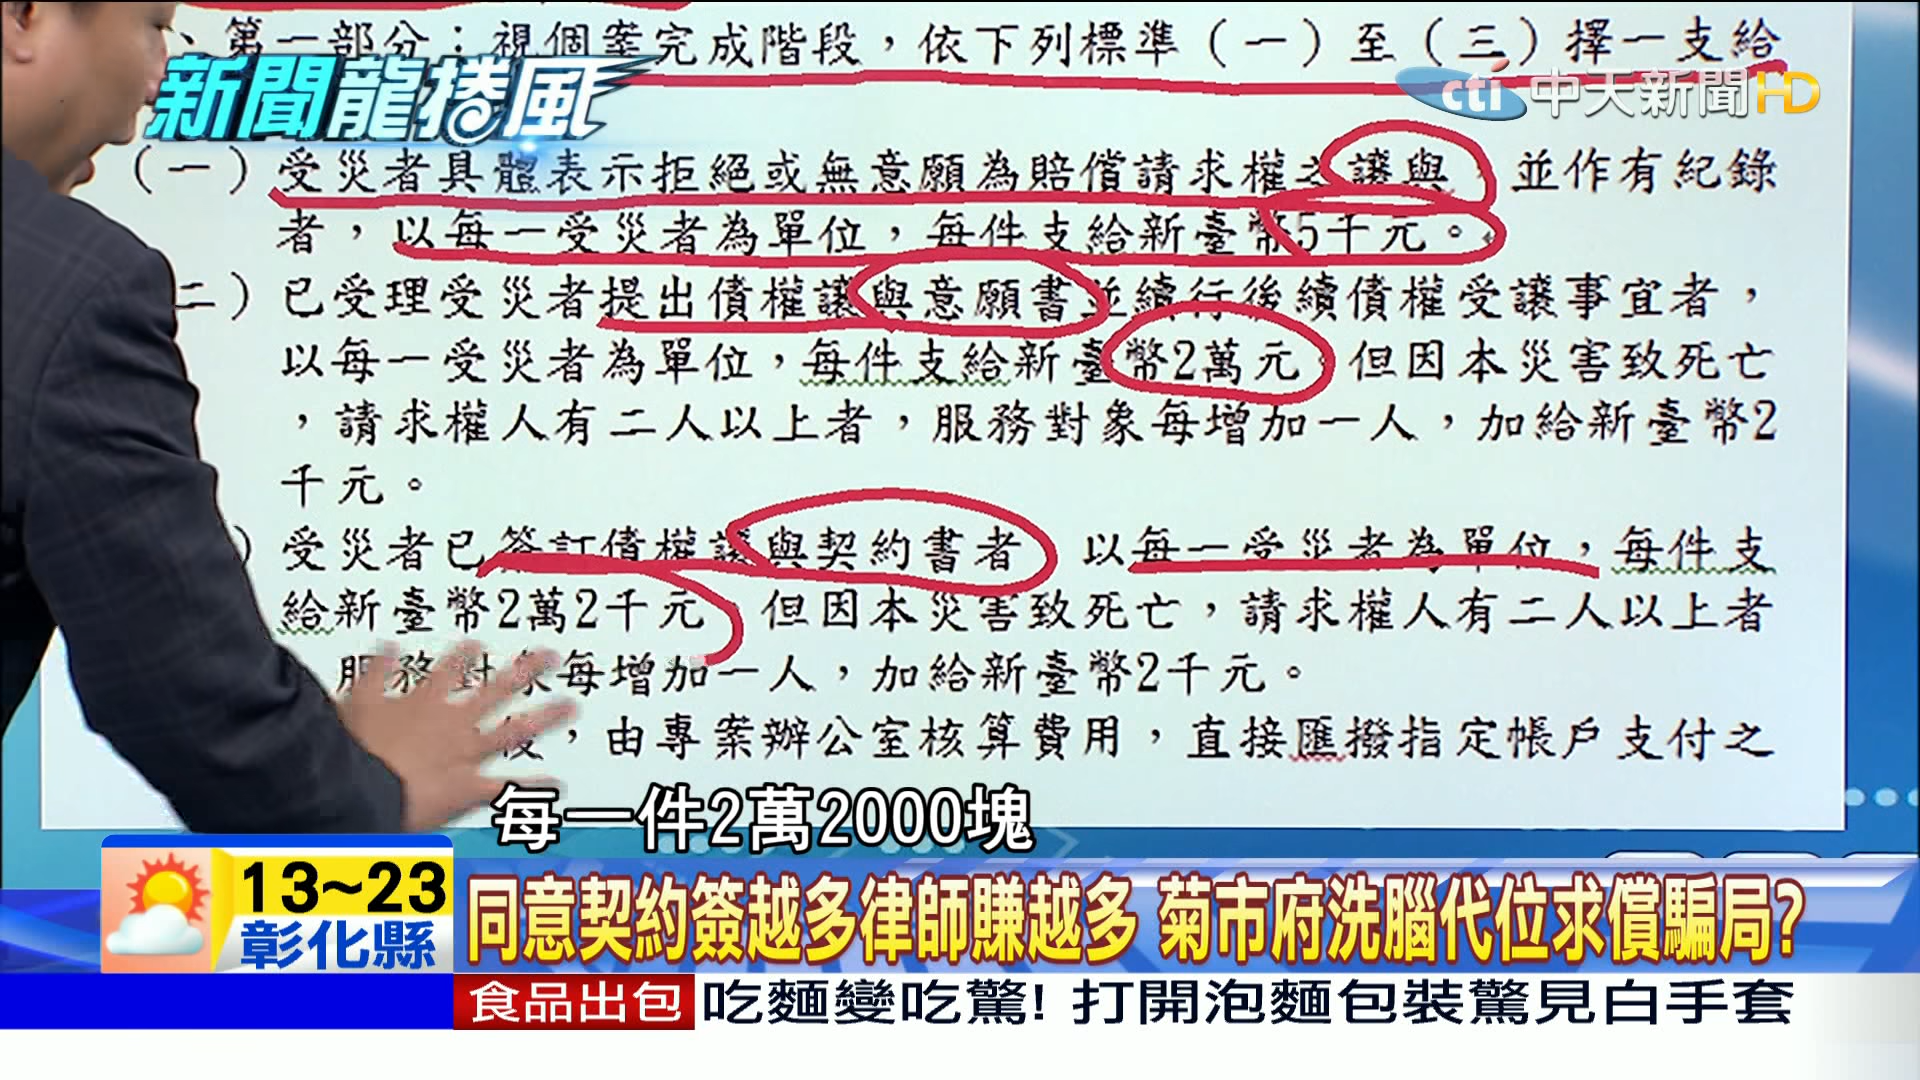 、第一部分：視個案完成階段，依下列標準（一）至（三）擇一支給
新聞龍捲風
cti 中天新聞HD
（一）受災者具體表示拒絕或無意願為賠償請求權之讓與，並作有紀錄
者，以每一受災者為單位，每件支給新臺幣5千元。
二）已受理受災者提出債權讓與意願書並續行後續債權受讓事宜者，
以每一受災者為單位，每件支給新臺幣2萬元。但因本災害致死亡
，請求權人有二人以上者，服務對象每增加一人，加給新臺幣2
千元。
）受災者已簽訂債權讓與契約書者 以每一受災者為單位，每件支
給新臺幣2萬2千元。但因本災害致死亡，請求權人有二人以上者
，服務對象每增加一人，加給新臺幣2千元。
後，由專案辦公室核算費用，直接匯撥指定帳戶支付之
每一件2萬2000塊
13~23
彰化縣
同意契約簽越多律師賺越多 菊市府洗腦代位求償騙局?
食品出包 吃麵變吃驚! 打開泡麵包裝驚見白手套